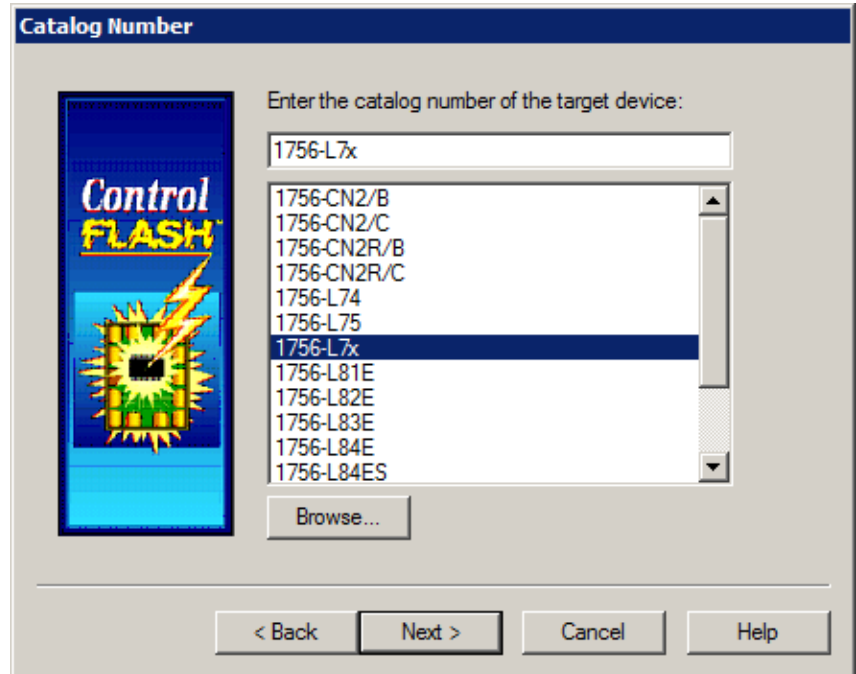 Catalog Number
Control
FLASH
Enter the catalog number of the target device:
1756-L7x
1756-CN2/B
1756-CN2/C
1756-CN2R/B
1756-CN2R/C
1756-L74
1756-L75
1756-L7x
1756-L81E
1756-L82E
1756-L83E
1756-L84E
1756-L84ES
Browse...
< Back
Next >
Cancel
Help